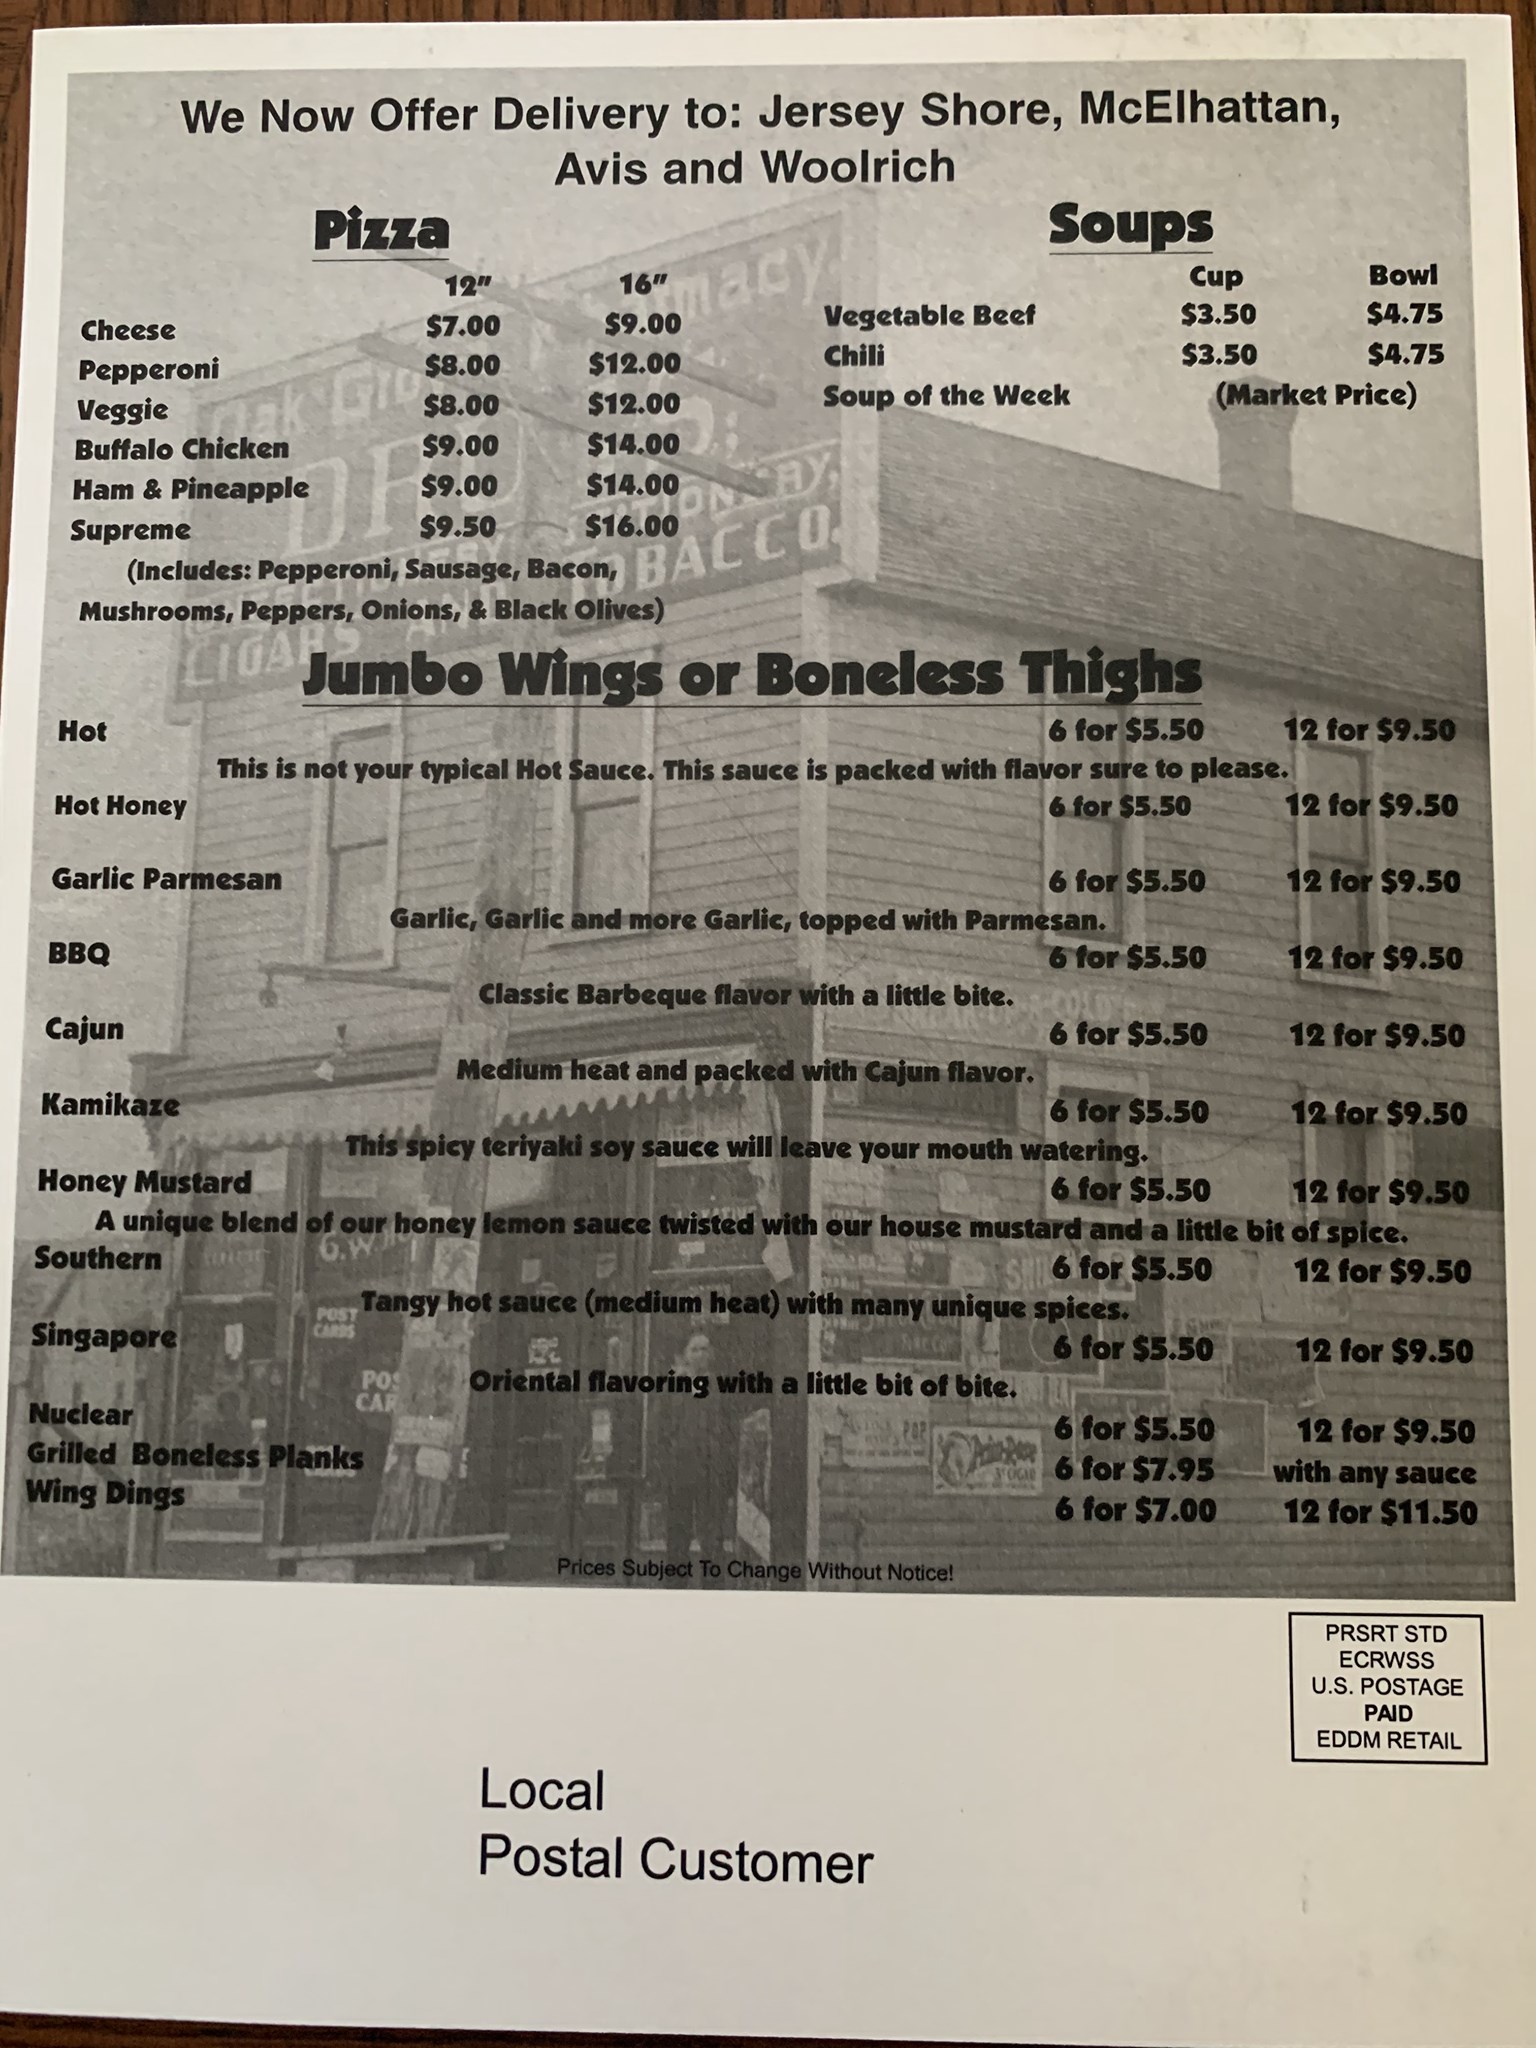 We Now Offer Delivery to: Jersey Shore, McElhattan,
Avis and Woolrich
Pizza
12" 16"
Cheese $7.00 $9.00
Pepperoni $8.00 $12.00
Veggie $8.00 $12.00
Buffalo Chicken $9.00 $14.00
Ham & Pineapple $9.00 $14.00
Supreme $9.50 $16.00
(Includes: Pepperoni, Sausage, Bacon,
Mushrooms, Peppers, Onions, & Black Olives)
Soups
Cup Bowl
Vegetable Beef $3.50 $4.75
Chili $3.50 $4.75
Soup of the Week (Market Price)
Jumbo Wings or Boneless Thighs
Hot 6 for $5.50 12 for $9.50
This is not your typical Hot Sauce. This sauce is packed with flavor sure to please.
Hot Honey 6 for $5.50 12 for $9.50
Garlic Parmesan 6 for $5.50 12 for $9.50
Garlic, Garlic and more Garlic, topped with Parmesan.
BBQ 6 for $5.50 12 for $9.50
Classic Barbeque flavor with a little bite.
Cajun 6 for $5.50 12 for $9.50
Medium heat and packed with Cajun flavor.
Kamikaze 6 for $5.50 12 for $9.50
This spicy teriyaki soy sauce will leave your mouth watering.
Honey Mustard 6 for $5.50 12 for $9.50
A unique blend of our honey lemon sauce twisted with our house mustard and a little bit of spice.
Southern 6 for $5.50 12 for $9.50
Tangy hot sauce (medium heat) with many unique spices.
Singapore 6 for $5.50 12 for $9.50
Oriental flavoring with a little bit of bite.
Nuclear 6 for $5.50 12 for $9.50
Grilled Boneless Planks 6 for $7.95 with any sauce
Wing Dings 6 for $7.00 12 for $11.50
Prices Subject To Change Without Notice!
TOBACCO
CIGARS AND
POST
CARDS
PRSRT STD
ECRWSS
U.S. POSTAGE
PAID
EDDM RETAIL
Local
Postal Customer